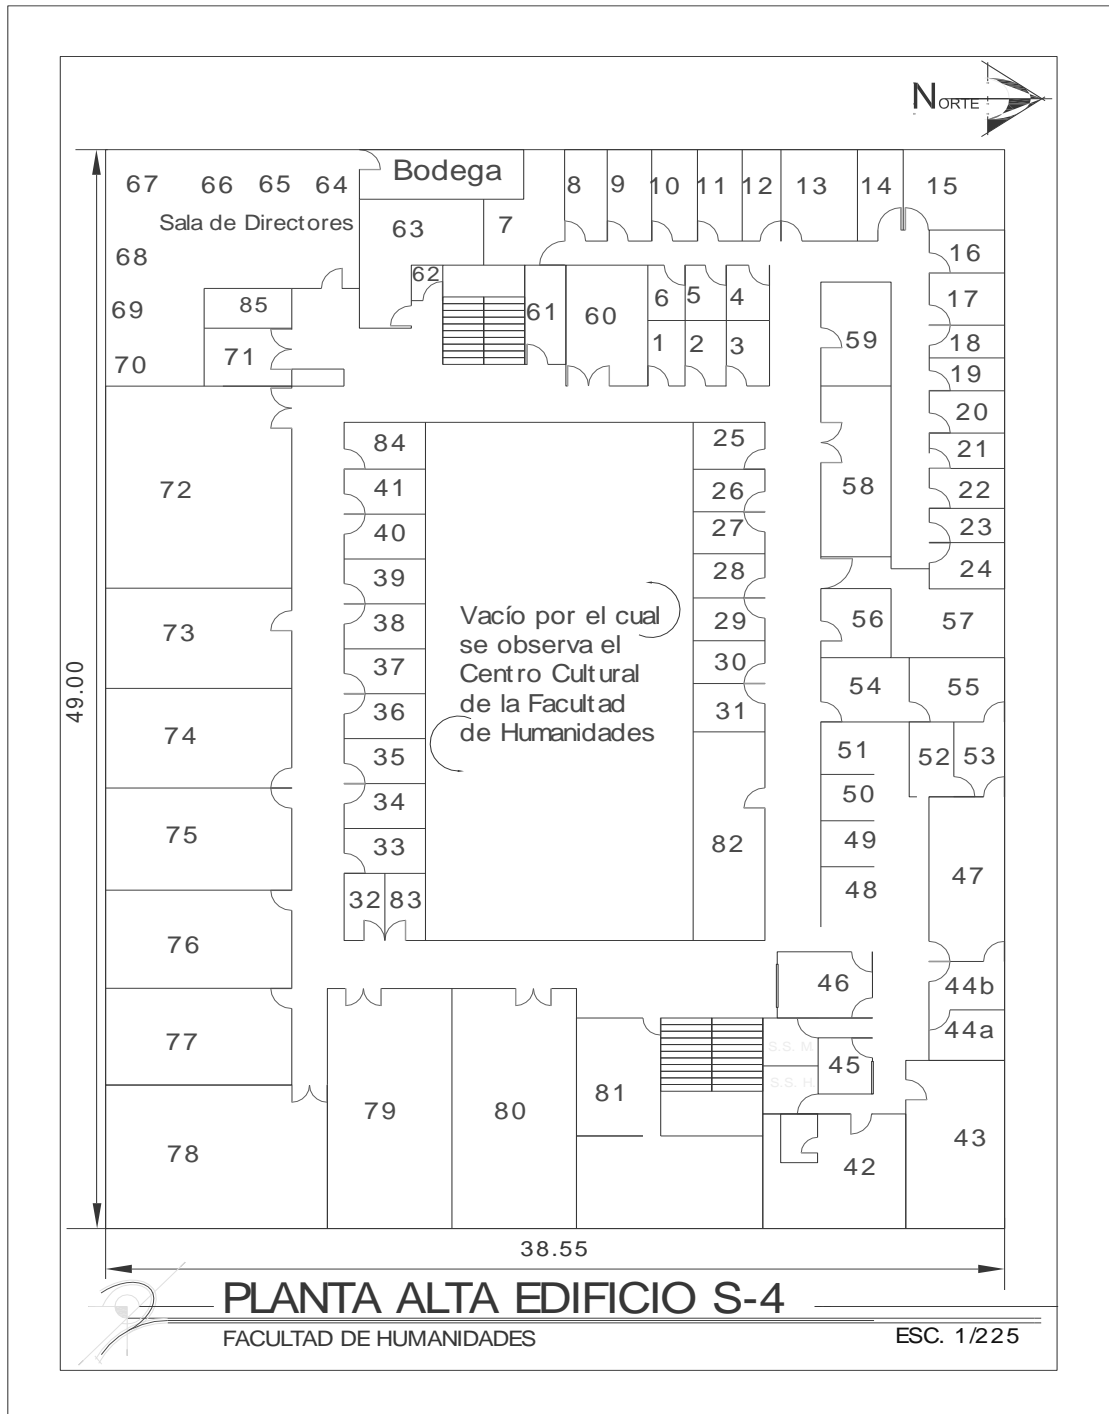 NORTE
Bodega
67 66 65 64
8 9 10 11 12 13 14 15
Sala de Directores
63 7
68
16
62
69 85
61 60 6 5 4
17
59
70 71
1 2 3
18
19
20
84
25
21
72
41
26
58
22
40
27
23
39
28
24
Vacío por el cual
se observa el
Centro Cultural
de la Facultad
de Humanidades
73
38
29
56 57
37
30
54 55
74
36
31
35
51 52 53
34
50
75
33
82
49
47
32 83
48
76
46
44b
77
44a
S.S. M.
45
S.S. H.
79 80 81
43
78
42
49.00
38.55
PLANTA ALTA EDIFICIO S-4
FACULTAD DE HUMANIDADES
ESC. 1/225